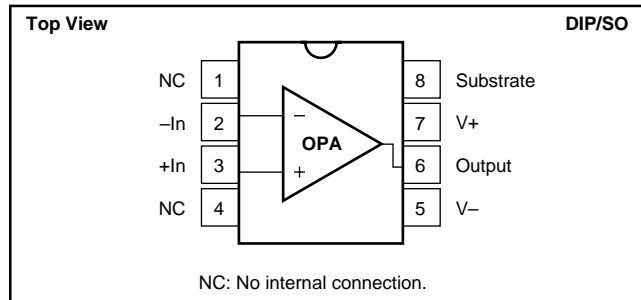 Top View DIP/SO
NC 1 8 Substrate
–In 2 – 7 V+
OPA
+In 3 + 6 Output
NC 4 5 V–
NC: No internal connection.